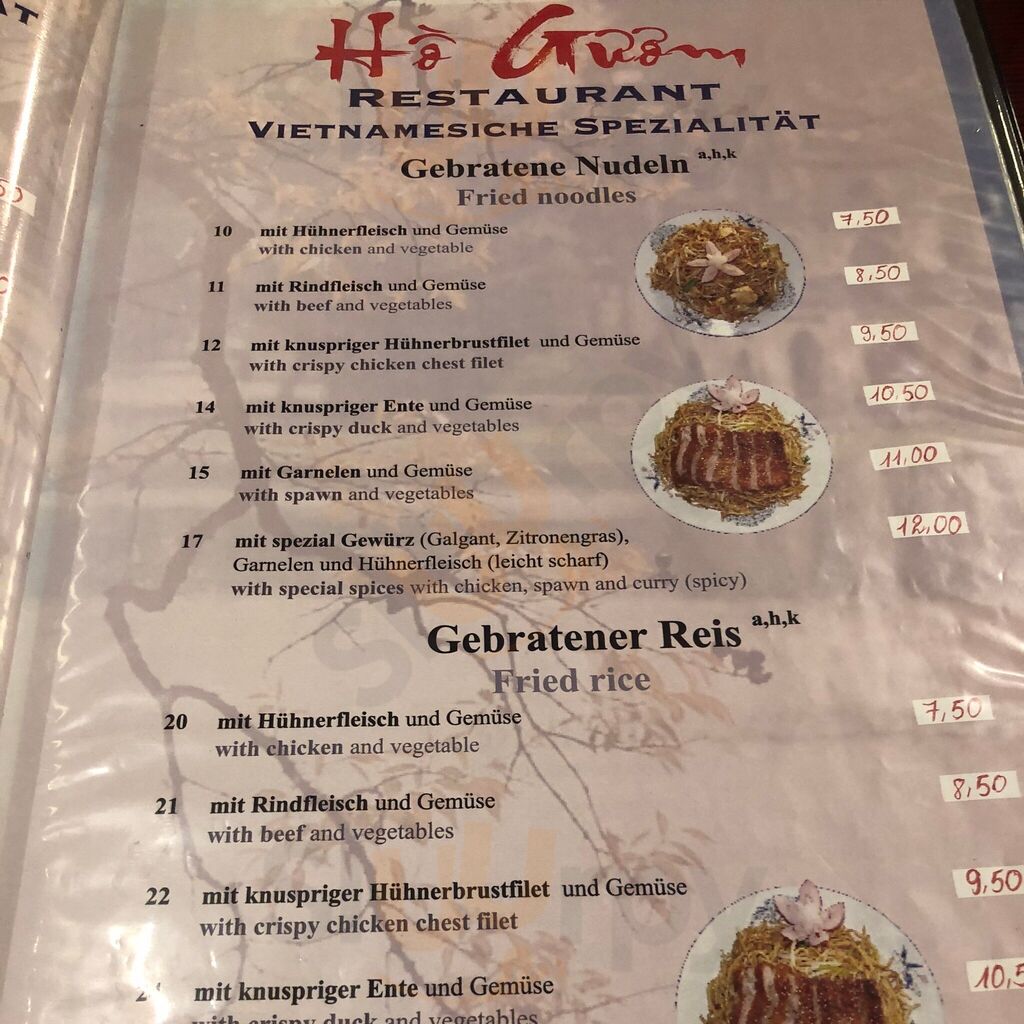 Hồ Gươm
RESTAURANT
VIETNAMESICHE SPEZIALITÄT
Gebratene Nudeln a,h,k
Fried noodles
10 mit Hühnerfleisch und Gemüse 7,50
with chicken and vegetable
11 mit Rindfleisch und Gemüse 8,50
with beef and vegetables
12 mit knuspriger Hühnerbrustfilet und Gemüse 9,50
with crispy chicken chest filet
14 mit knuspriger Ente und Gemüse 10,50
with crispy duck and vegetables
15 mit Garnelen und Gemüse 11,00
with spawn and vegetables
17 mit spezial Gewürz (Galgant, Zitronengras), 12,00
Garnelen und Hühnerfleisch (leicht scharf)
with special spices with chicken, spawn and curry (spicy)
Gebratener Reis a,h,k
Fried rice
20 mit Hühnerfleisch und Gemüse 7,50
with chicken and vegetable
21 mit Rindfleisch und Gemüse 8,50
with beef and vegetables
22 mit knuspriger Hühnerbrustfilet und Gemüse 9,50
with crispy chicken chest filet
mit knuspriger Ente und Gemüse 10,5
with crispy duck and vegetables